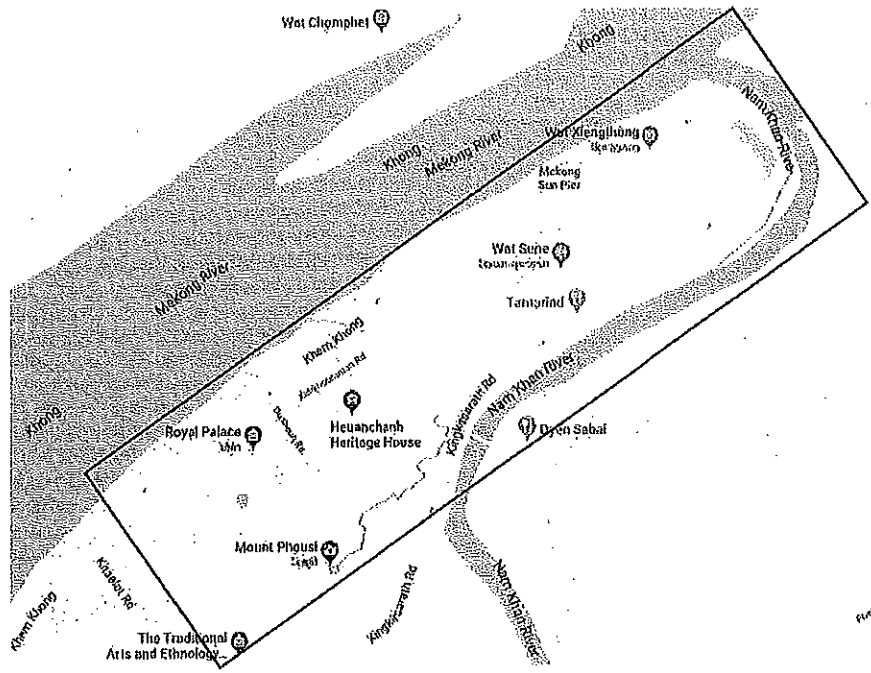 Wat Chomphet
Khong
Khong
Mekong River
Wat Xiengthong
Nam Khan River
Mekong
Sun Pier
Wat Sene
Mekong River
Tamarind
Khem Khong
Nam Khan River
Kingkitsarath Rd
Khong
Royal Palace
Heuanchanh
Heritage House
Dyen Sabai
Mount Phousi
Khem Khong
Kingkitsarath Rd
Nam Khan River
The Traditional
Arts and Ethnology...